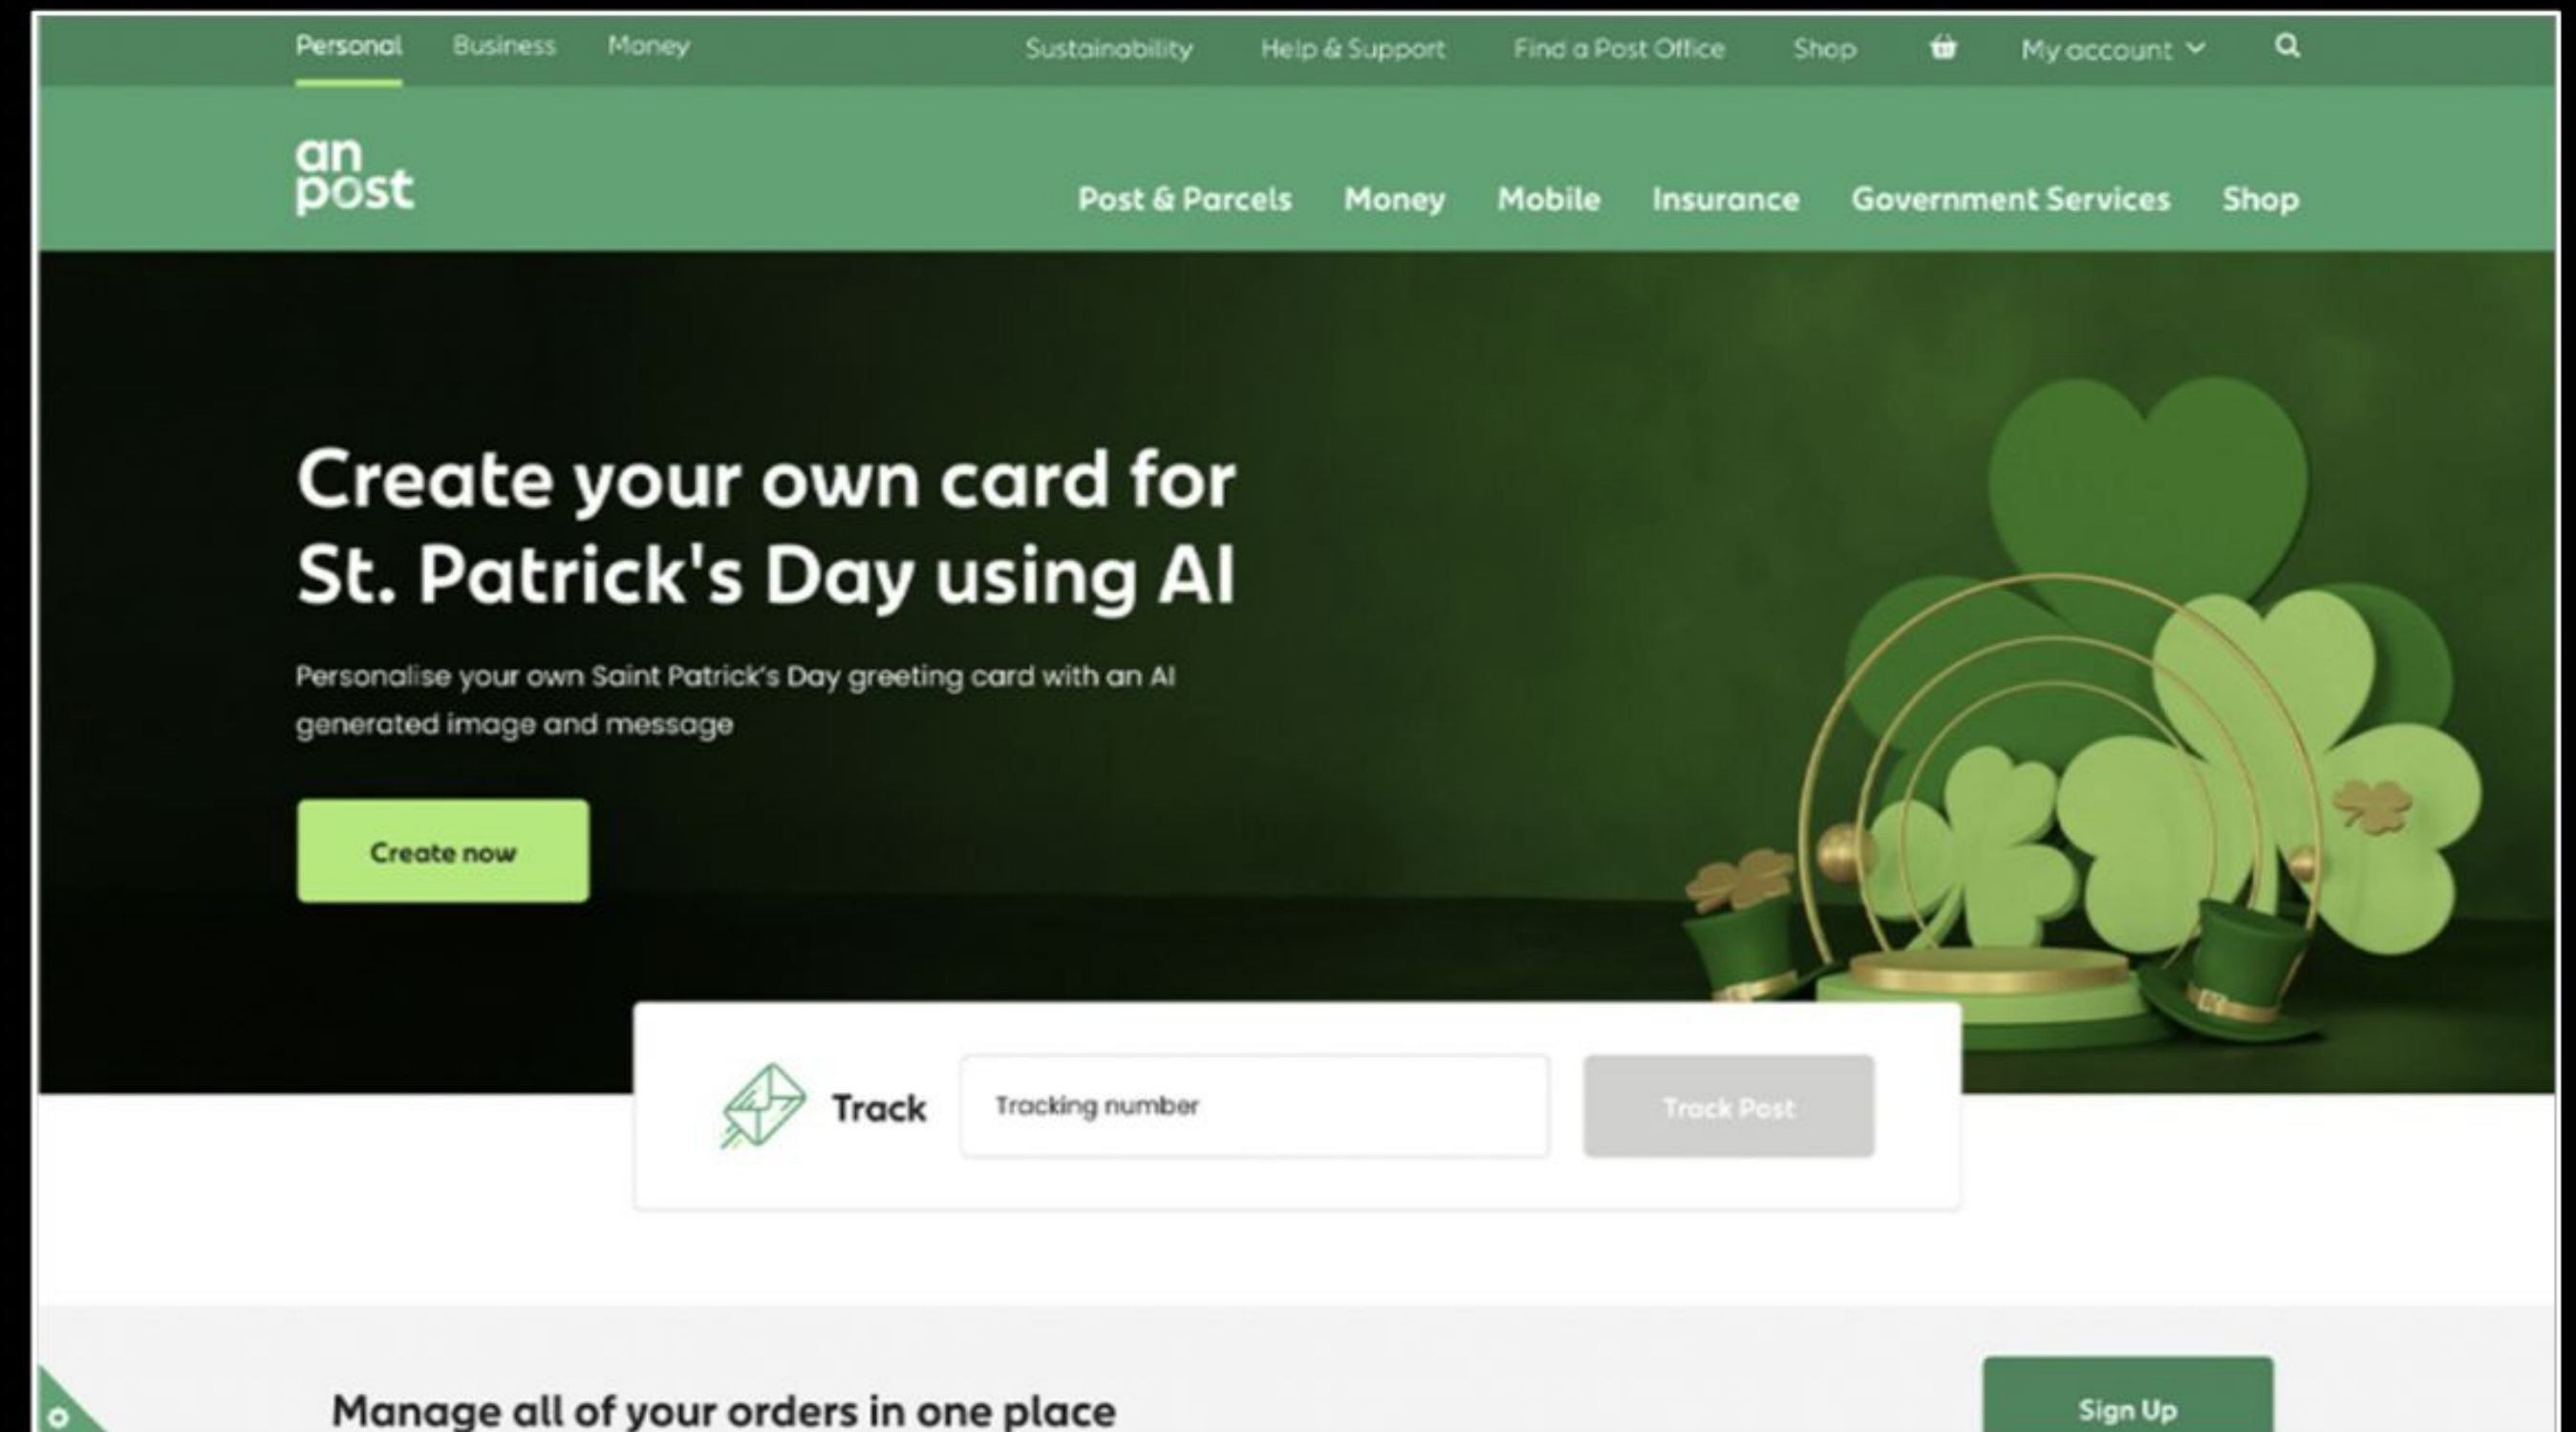 Personal Business Money Sustainability Help & Support Find a Post Office Shop My account
an
post
Post & Parcels Money Mobile Insurance Government Services Shop
Create your own card for
St. Patrick's Day using AI
Personalise your own Saint Patrick's Day greeting card with an AI
generated image and message
Create now
Track Tracking number Track Post
Manage all of your orders in one place Sign Up